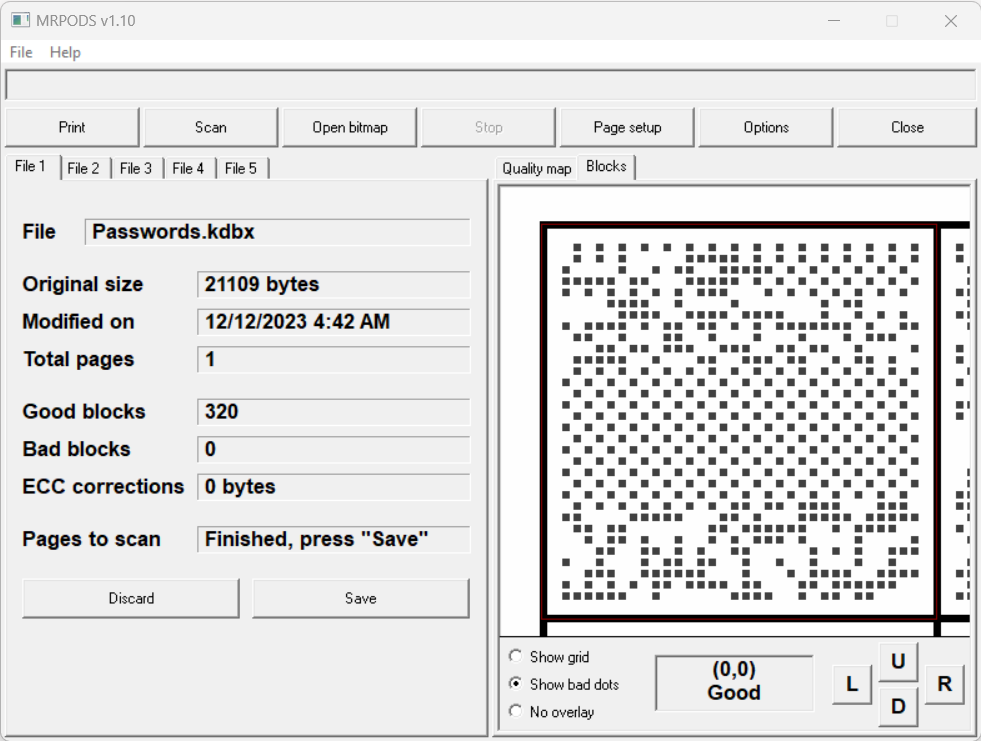 MRPODS v1.10
File Help
Print Scan Open bitmap Stop Page setup Options Close
File 1 File 2 File 3 File 4 File 5
Quality map Blocks
File Passwords.kdbx
Original size 21109 bytes
Modified on 12/12/2023 4:42 AM
Total pages 1
Good blocks 320
Bad blocks 0
ECC corrections 0 bytes
Pages to scan Finished, press "Save"
Discard Save
Show grid
Show bad dots
No overlay
(0,0)
Good
L U D R